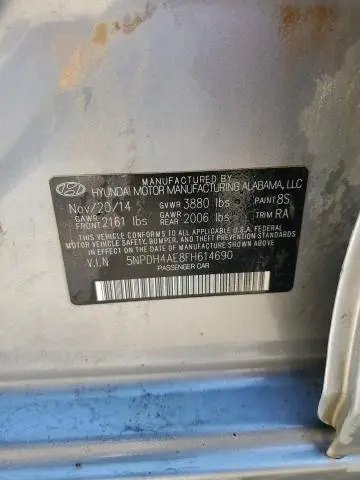 MANUFACTURED BY
HYUNDAI MOTOR MANUFACTURING ALABAMA, LLC
Nov/20/14 GVWR 3880 lbs PAINT 8S
GAWR FRONT 2161 lbs GAWR REAR 2006 lbs TRIM RA
THIS VEHICLE CONFORMS TO ALL APPLICABLE U.S.A. FEDERAL
MOTOR VEHICLE SAFETY, BUMPER, AND THEFT PREVENTION STANDARDS
IN EFFECT ON THE DATE OF MANUFACTURE SHOWN ABOVE.
V.I.N 5NPDH4AE8FH614690
PASSENGER CAR